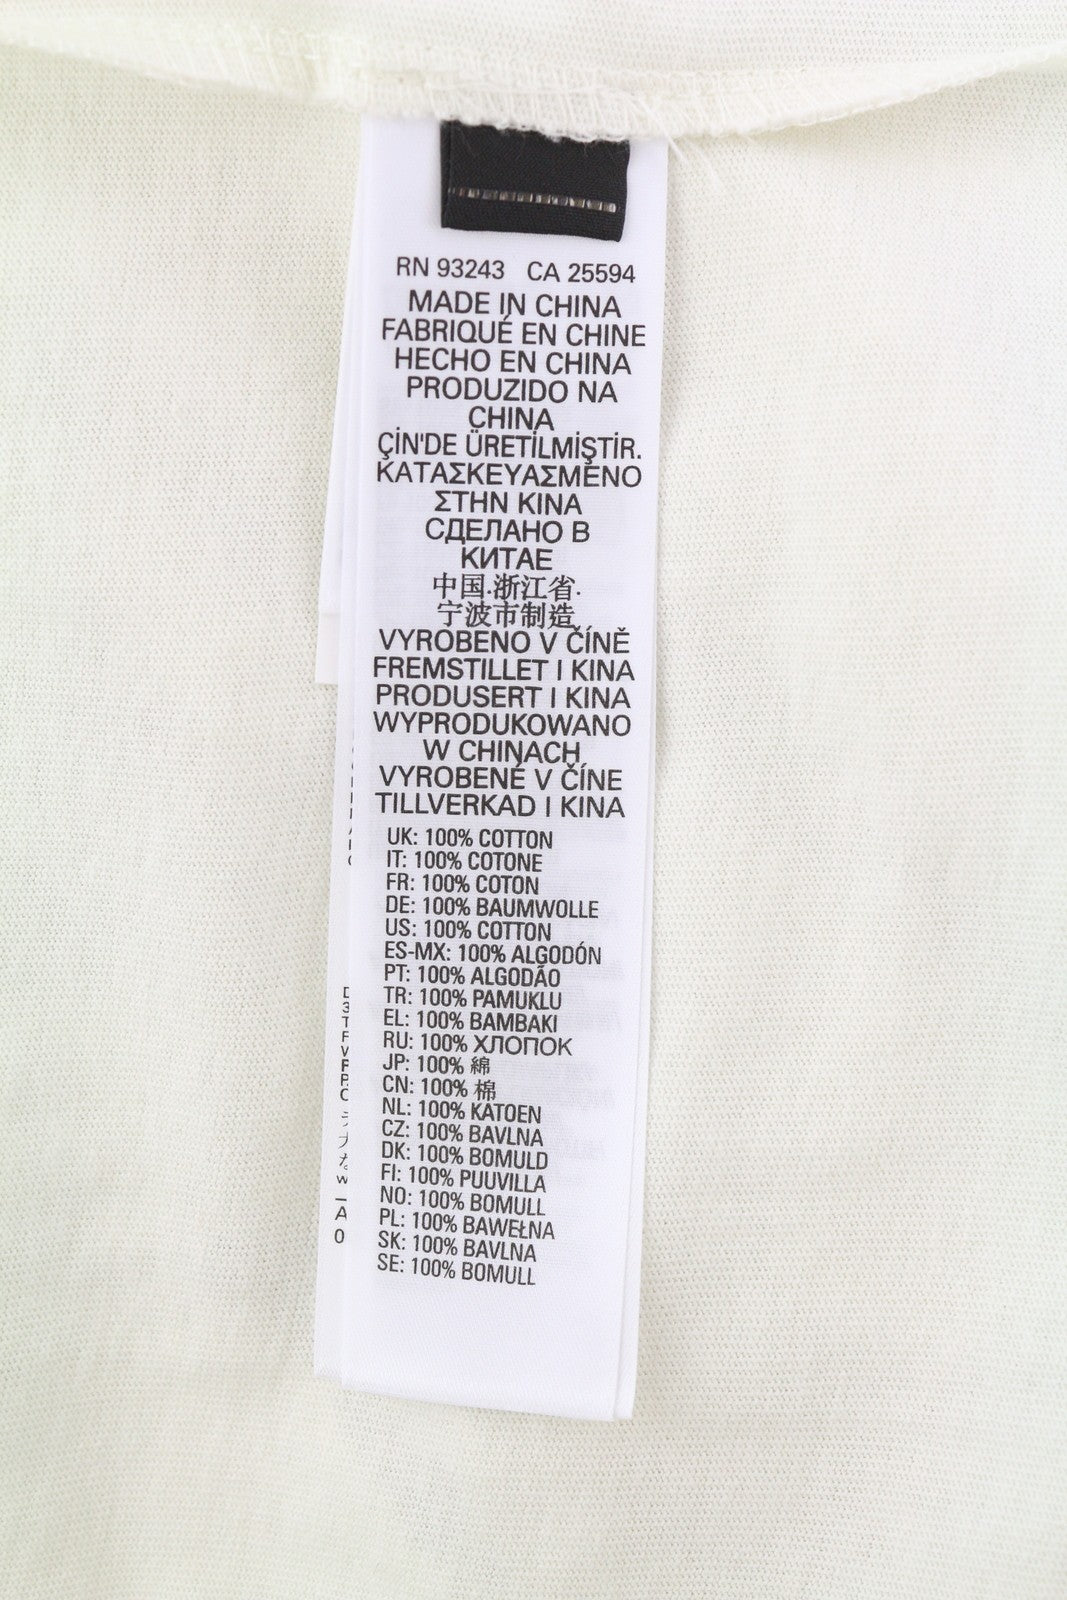 RN 93243 CA 25594
MADE IN CHINA
FABRIQUÉ EN CHINE
HECHO EN CHINA
PRODUZIDO NA
CHINA
ÇİN'DE ÜRETİLMİŞTİR.
ΚΑΤΑΣΚΕΥΑΣΜΕΝΟ
ΣΤΗΝ ΚΙΝΑ
СДЕЛАНО В
КИТАЕ
中国.浙江省.
宁波市制造
VYROBENO V ČÍNĚ
FREMSTILLET I KINA
PRODUSERT I KINA
WYPRODUKOWANO
W CHINACH
VYROBENÉ V ČÍNE
TILLVERKAD I KINA
UK: 100% COTTON
IT: 100% COTONE
FR: 100% COTON
DE: 100% BAUMWOLLE
US: 100% COTTON
ES-MX: 100% ALGODÓN
PT: 100% ALGODÃO
TR: 100% PAMUKLU
EL: 100% BAMBAKI
RU: 100% ХЛОПОК
JP: 100% 綿
CN: 100% 棉
NL: 100% KATOEN
CZ: 100% BAVLNA
DK: 100% BOMULD
FI: 100% PUUVILLA
NO: 100% BOMULL
PL: 100% BAWEŁNA
SK: 100% BAVLNA
SE: 100% BOMULL